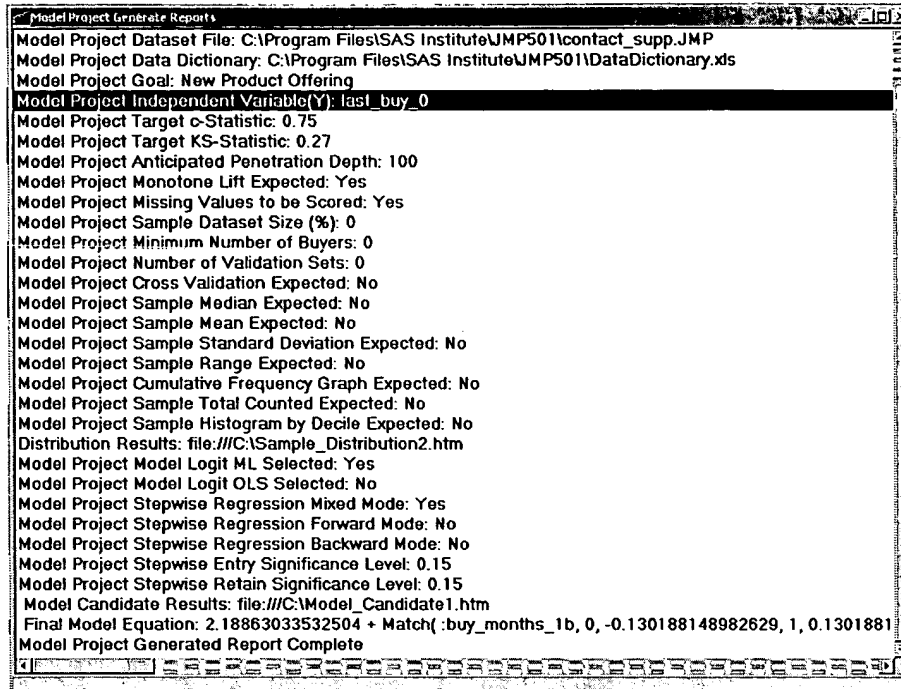 Model Project Generate Reports
Model Project Dataset File: C:\Program Files\SAS Institute\JMP501\contact_supp.JMP
Model Project Data Dictionary: C:\Program Files\SAS Institute\JMP501\DataDictionary.xls
Model Project Goal: New Product Offering
Model Project Independent Variable(Y): last_buy_0
Model Project Target c-Statistic: 0.75
Model Project Target KS-Statistic: 0.27
Model Project Anticipated Penetration Depth: 100
Model Project Monotone Lift Expected: Yes
Model Project Missing Values to be Scored: Yes
Model Project Sample Dataset Size (%): 0
Model Project Minimum Number of Buyers: 0
Model Project Number of Validation Sets: 0
Model Project Cross Validation Expected: No
Model Project Sample Median Expected: No
Model Project Sample Mean Expected: No
Model Project Sample Standard Deviation Expected: No
Model Project Sample Range Expected: No
Model Project Cumulative Frequency Graph Expected: No
Model Project Sample Total Counted Expected: No
Model Project Sample Histogram by Decile Expected: No
Distribution Results: file:///C:\Sample_Distribution2.htm
Model Project Model Logit ML Selected: Yes
Model Project Model Logit OLS Selected: No
Model Project Stepwise Regression Mixed Mode: Yes
Model Project Stepwise Regression Forward Mode: No
Model Project Stepwise Regression Backward Mode: No
Model Project Stepwise Entry Significance Level: 0.15
Model Project Stepwise Retain Significance Level: 0.15
Model Candidate Results: file:///C:\Model_Candidate1.htm
Final Model Equation: 2.18863033532504 + Match( :buy_months_1b, 0, -0.130188148982629, 1, 0.1301881
Model Project Generated Report Complete